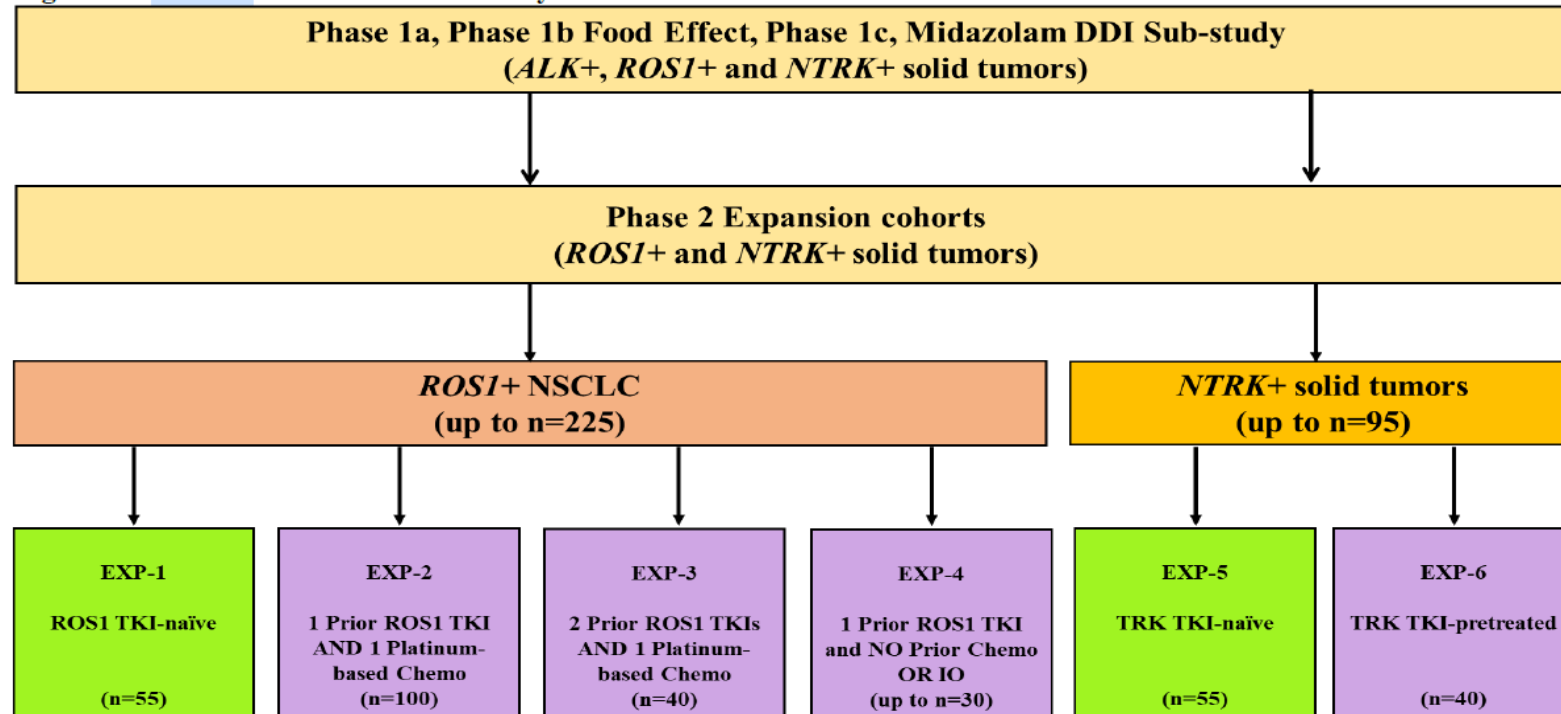 Phase 1a, Phase 1b Food Effect, Phase 1c, Midazolam DDI Sub-study
(ALK+, ROS1+ and NTRK+ solid tumors)
Phase 2 Expansion cohorts
(ROS1+ and NTRK+ solid tumors)
ROS1+ NSCLC
(up to n=225)
NTRK+ solid tumors
(up to n=95)
EXP-1
ROS1 TKI-naïve
(n=55)
EXP-2
1 Prior ROS1 TKI
AND 1 Platinum-
based Chemo
(n=100)
EXP-3
2 Prior ROS1 TKIs
AND 1 Platinum-
based Chemo
(n=40)
EXP-4
1 Prior ROS1 TKI
and NO Prior Chemo
OR IO
(up to n=30)
EXP-5
TRK TKI-naïve
(n=55)
EXP-6
TRK TKI-pretreated
(n=40)